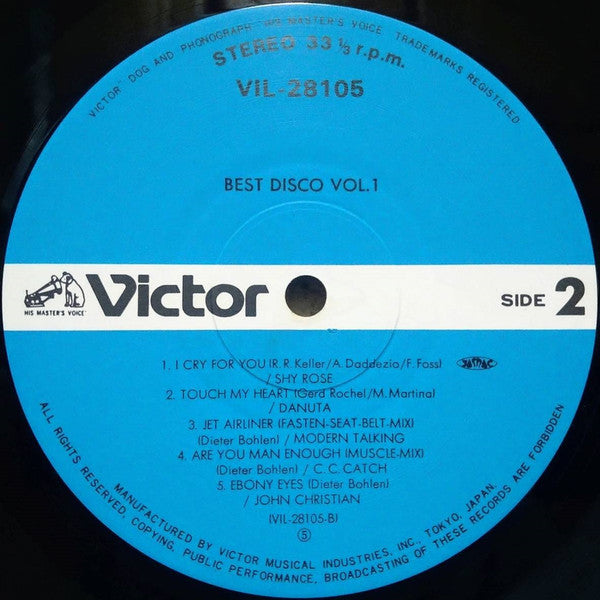 VICTOR "DOG AND PHONOGRAPH" "HIS MASTER'S VOICE" TRADEMARKS REGISTERED
STEREO 33 ⅓ r.p.m.
VIL-28105
BEST DISCO VOL.1
HIS MASTER'S VOICE
Victor
SIDE 2
1. I CRY FOR YOU (R. R. Keller/A. Daddezio/F. Foss) JASRAC
/ SHY ROSE
2. TOUCH MY HEART (Gerd Rochel/M. Martina)
/ DANUTA
3. JET AIRLINER (FASTEN-SEAT-BELT-MIX)
(Dieter Bohlen) / MODERN TALKING
4. ARE YOU MAN ENOUGH (MUSCLE-MIX)
(Dieter Bohlen) / C. C. CATCH
5. EBONY EYES (Dieter Bohlen)
/ JOHN CHRISTIAN
(VIL-28105-B)
⑤
MANUFACTURED BY VICTOR MUSICAL INDUSTRIES, INC., TOKYO, JAPAN.
ALL RIGHTS RESERVED, COPYING, PUBLIC PERFORMANCE, BROADCASTING OF THESE RECORDS ARE FORBIDDEN